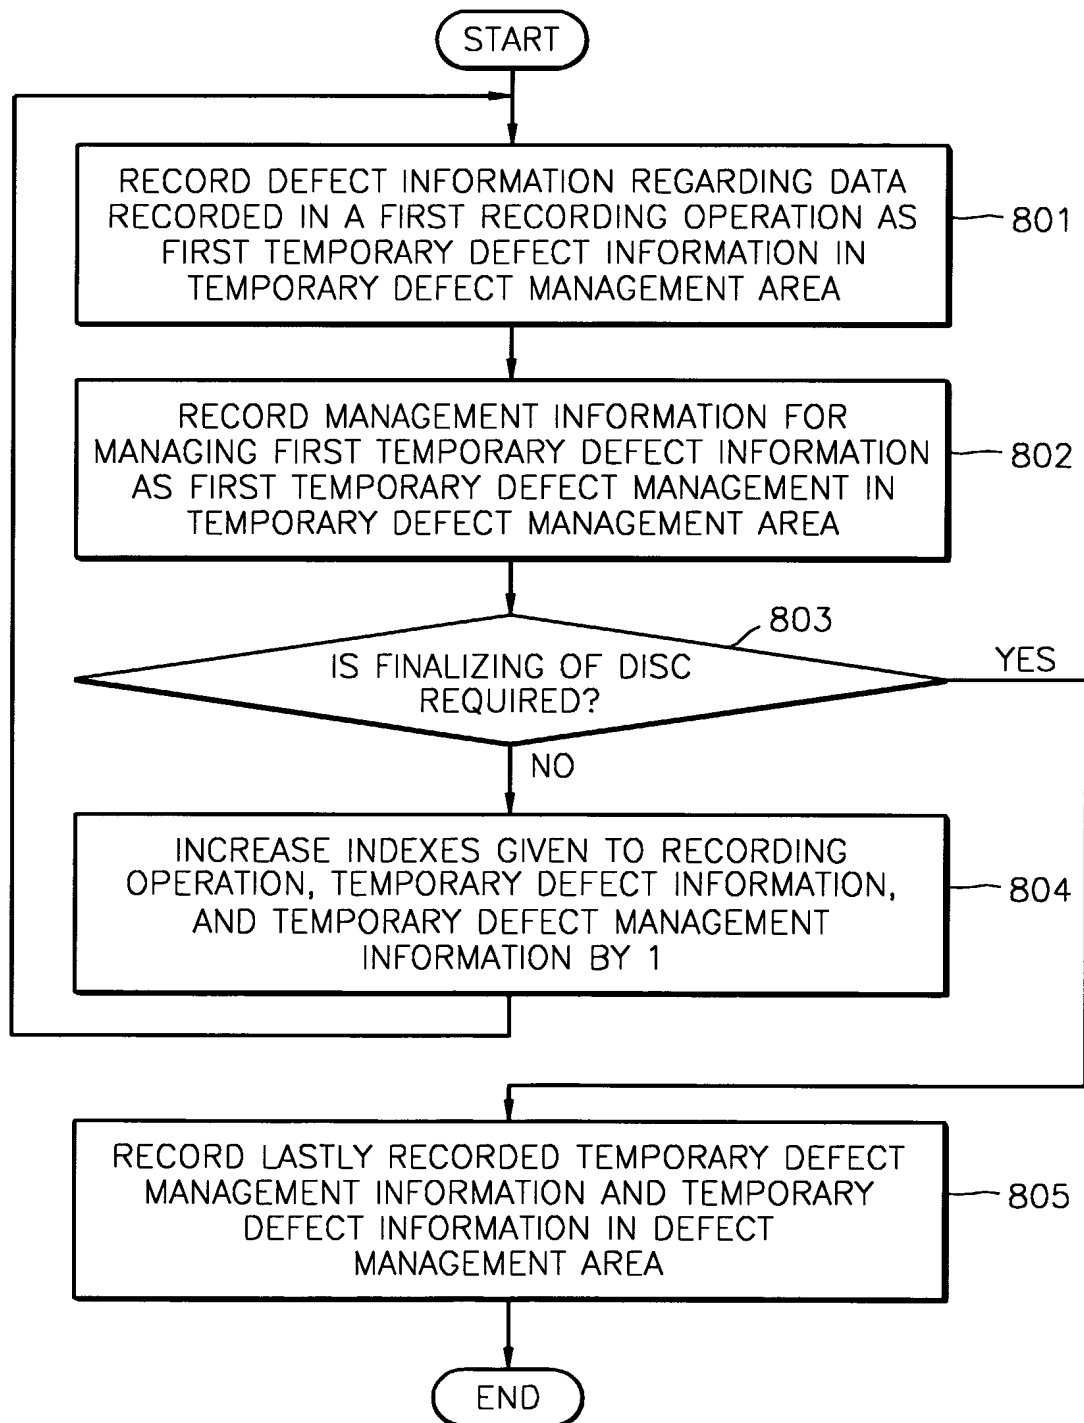 START
RECORD DEFECT INFORMATION REGARDING DATA
RECORDED IN A FIRST RECORDING OPERATION AS
FIRST TEMPORARY DEFECT INFORMATION IN
TEMPORARY DEFECT MANAGEMENT AREA
801
RECORD MANAGEMENT INFORMATION FOR
MANAGING FIRST TEMPORARY DEFECT INFORMATION
AS FIRST TEMPORARY DEFECT MANAGEMENT IN
TEMPORARY DEFECT MANAGEMENT AREA
802
803
IS FINALIZING OF DISC
REQUIRED?
YES
NO
INCREASE INDEXES GIVEN TO RECORDING
OPERATION, TEMPORARY DEFECT INFORMATION,
AND TEMPORARY DEFECT MANAGEMENT
INFORMATION BY 1
804
RECORD LASTLY RECORDED TEMPORARY DEFECT
MANAGEMENT INFORMATION AND TEMPORARY
DEFECT INFORMATION IN DEFECT
MANAGEMENT AREA
805
END